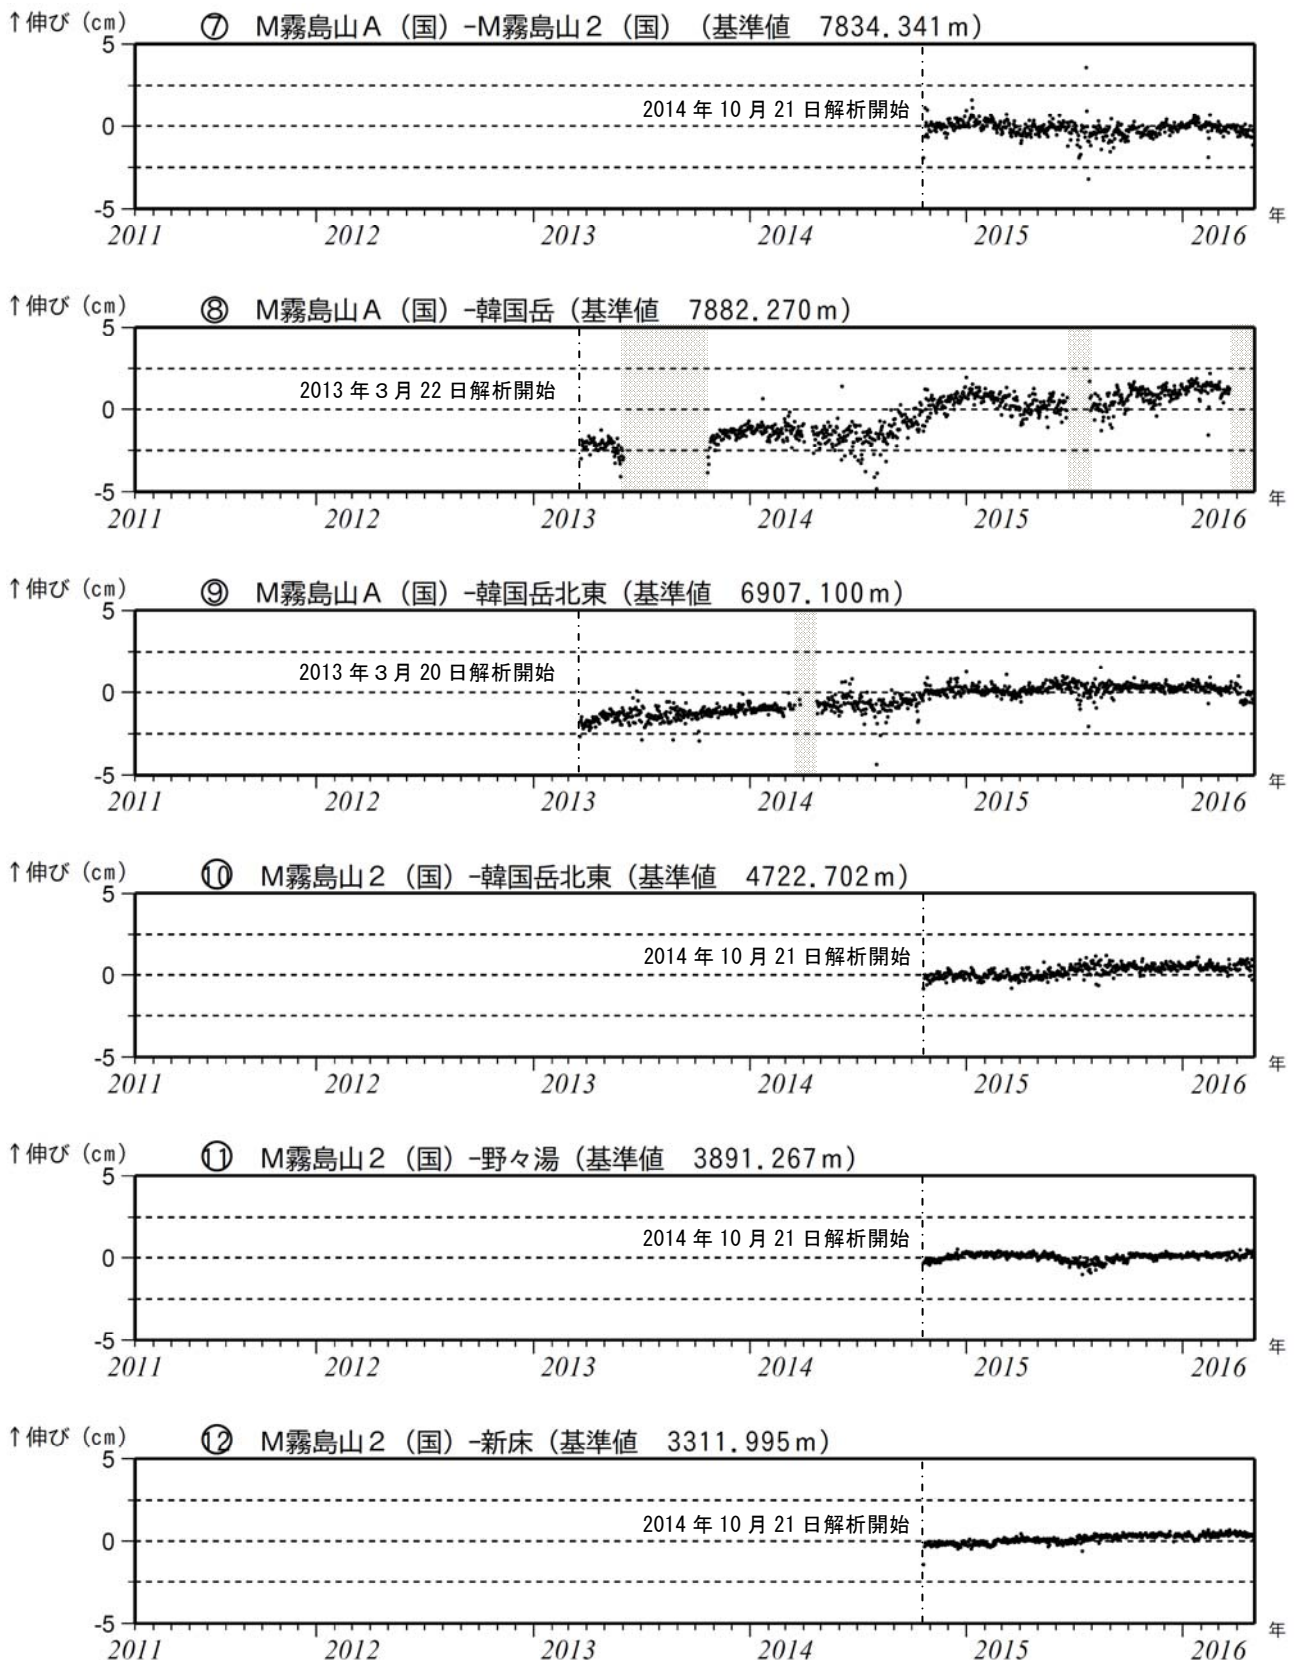 ↑伸び（cm） ⑦ M霧島山A（国）-M霧島山2（国）（基準値 7834.341m）
5
2014年10月21日解析開始
0
-5
2011 2012 2013 2014 2015 2016 年
↑伸び（cm） ⑧ M霧島山A（国）-韓国岳（基準値 7882.270m）
5
2013年3月22日解析開始
0
-5
2011 2012 2013 2014 2015 2016 年
↑伸び（cm） ⑨ M霧島山A（国）-韓国岳北東（基準値 6907.100m）
5
2013年3月20日解析開始
0
-5
2011 2012 2013 2014 2015 2016 年
↑伸び（cm） ⑩ M霧島山2（国）-韓国岳北東（基準値 4722.702m）
5
2014年10月21日解析開始
0
-5
2011 2012 2013 2014 2015 2016 年
↑伸び（cm） ⑪ M霧島山2（国）-野々湯（基準値 3891.267m）
5
2014年10月21日解析開始
0
-5
2011 2012 2013 2014 2015 2016 年
↑伸び（cm） ⑫ M霧島山2（国）-新床（基準値 3311.995m）
5
2014年10月21日解析開始
0
-5
2011 2012 2013 2014 2015 2016 年